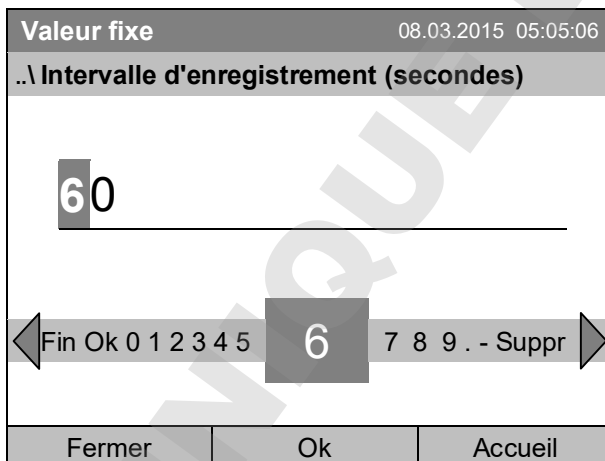 Valeur fixe 08.03.2015 05:05:06
..\ Intervalle d'enregistrement (secondes)
60
Fin Ok 0 1 2 3 4 5 6 7 8 9 . - Suppr
Fermer Ok Accueil